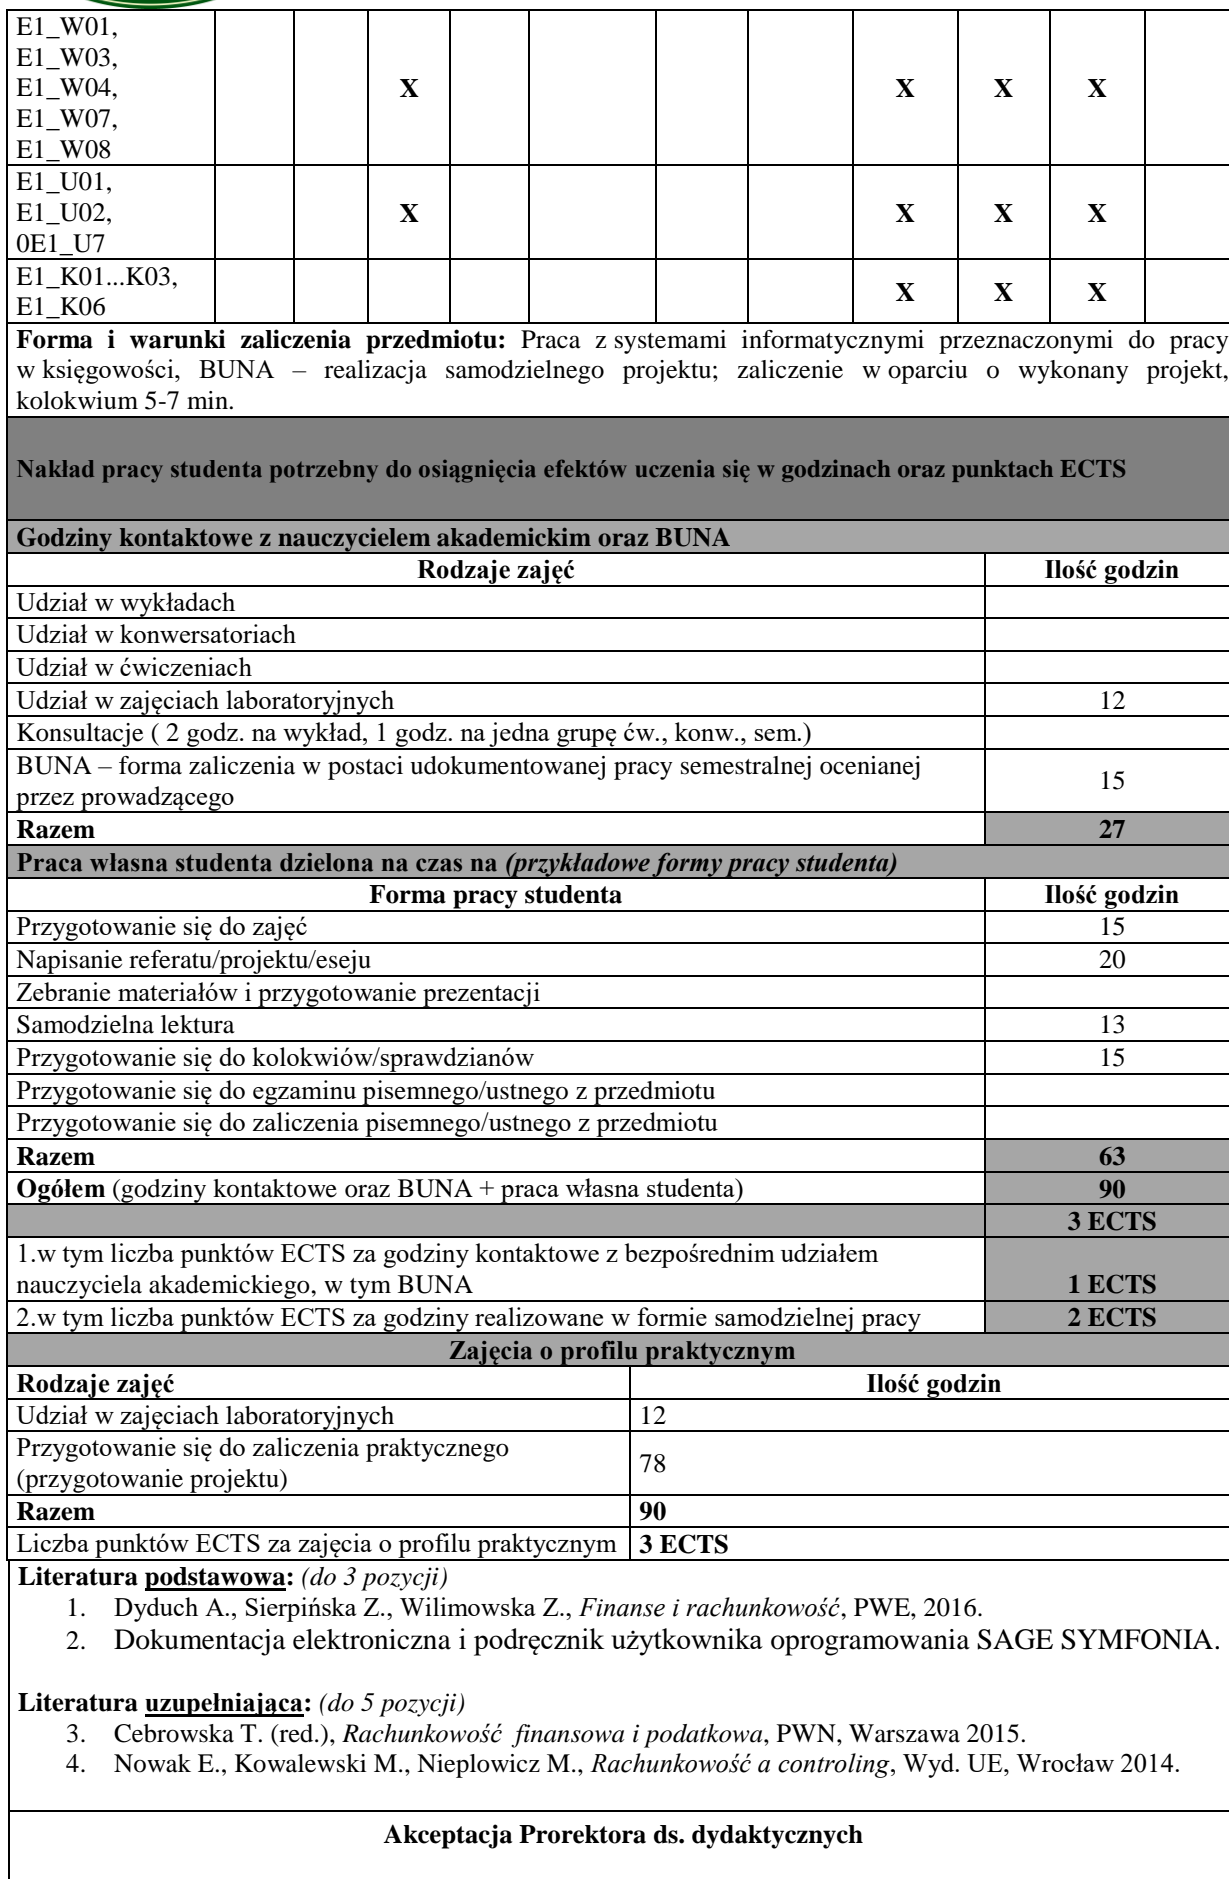 E1_W01,
E1_W03,
E1_W04,
E1_W07,
E1_W08
X X X X
E1_U01,
E1_U02,
0E1_U7
X X X X
E1_K01...K03,
E1_K06
X X X
Forma i warunki zaliczenia przedmiotu: Praca z systemami informatycznymi przeznaczonymi do pracy
w księgowości, BUNA – realizacja samodzielnego projektu; zaliczenie w oparciu o wykonany projekt,
kolokwium 5-7 min.
Nakład pracy studenta potrzebny do osiągnięcia efektów uczenia się w godzinach oraz punktach ECTS
Godziny kontaktowe z nauczycielem akademickim oraz BUNA
Rodzaje zajęć Ilość godzin
Udział w wykładach
Udział w konwersatoriach
Udział w ćwiczeniach
Udział w zajęciach laboratoryjnych 12
Konsultacje ( 2 godz. na wykład, 1 godz. na jedna grupę ćw., konw., sem.)
BUNA – forma zaliczenia w postaci udokumentowanej pracy semestralnej ocenianej
przez prowadzącego 15
Razem 27
Praca własna studenta dzielona na czas na (przykładowe formy pracy studenta)
Forma pracy studenta Ilość godzin
Przygotowanie się do zajęć 15
Napisanie referatu/projektu/eseju 20
Zebranie materiałów i przygotowanie prezentacji
Samodzielna lektura 13
Przygotowanie się do kolokwiów/sprawdzianów 15
Przygotowanie się do egzaminu pisemnego/ustnego z przedmiotu
Przygotowanie się do zaliczenia pisemnego/ustnego z przedmiotu
Razem 63
Ogółem (godziny kontaktowe oraz BUNA + praca własna studenta) 90
3 ECTS
1.w tym liczba punktów ECTS za godziny kontaktowe z bezpośrednim udziałem
nauczyciela akademickiego, w tym BUNA 1 ECTS
2.w tym liczba punktów ECTS za godziny realizowane w formie samodzielnej pracy 2 ECTS
Zajęcia o profilu praktycznym
Rodzaje zajęć Ilość godzin
Udział w zajęciach laboratoryjnych 12
Przygotowanie się do zaliczenia praktycznego
(przygotowanie projektu) 78
Razem 90
Liczba punktów ECTS za zajęcia o profilu praktycznym 3 ECTS
Literatura podstawowa: (do 3 pozycji)
1. Dyduch A., Sierpińska Z., Wilimowska Z., Finanse i rachunkowość, PWE, 2016.
2. Dokumentacja elektroniczna i podręcznik użytkownika oprogramowania SAGE SYMFONIA.
Literatura uzupełniająca: (do 5 pozycji)
3. Cebrowska T. (red.), Rachunkowość finansowa i podatkowa, PWN, Warszawa 2015.
4. Nowak E., Kowalewski M., Nieplowicz M., Rachunkowość a controling, Wyd. UE, Wrocław 2014.
Akceptacja Prorektora ds. dydaktycznych